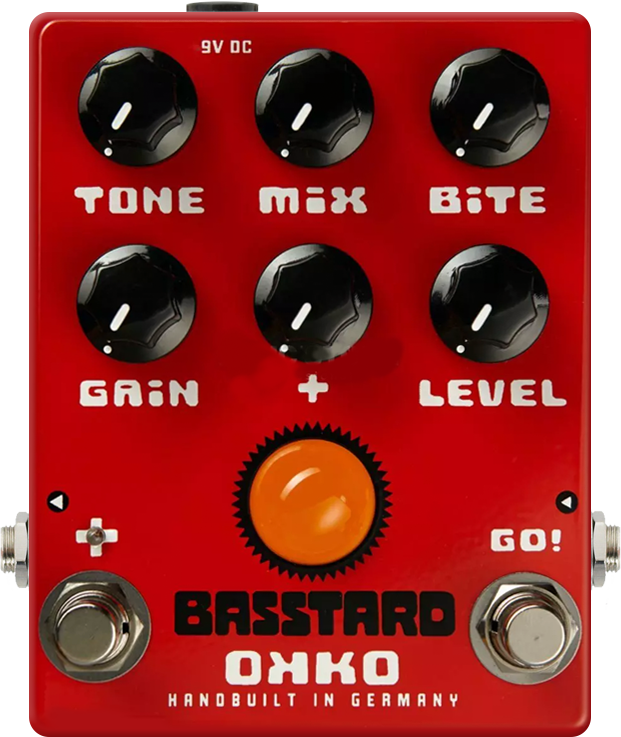 9V DC
TONE MiX BiTE
GAiN + LEVEL
+ GO!
BASSTARD
OKKO
HANDBUILT IN GERMANY